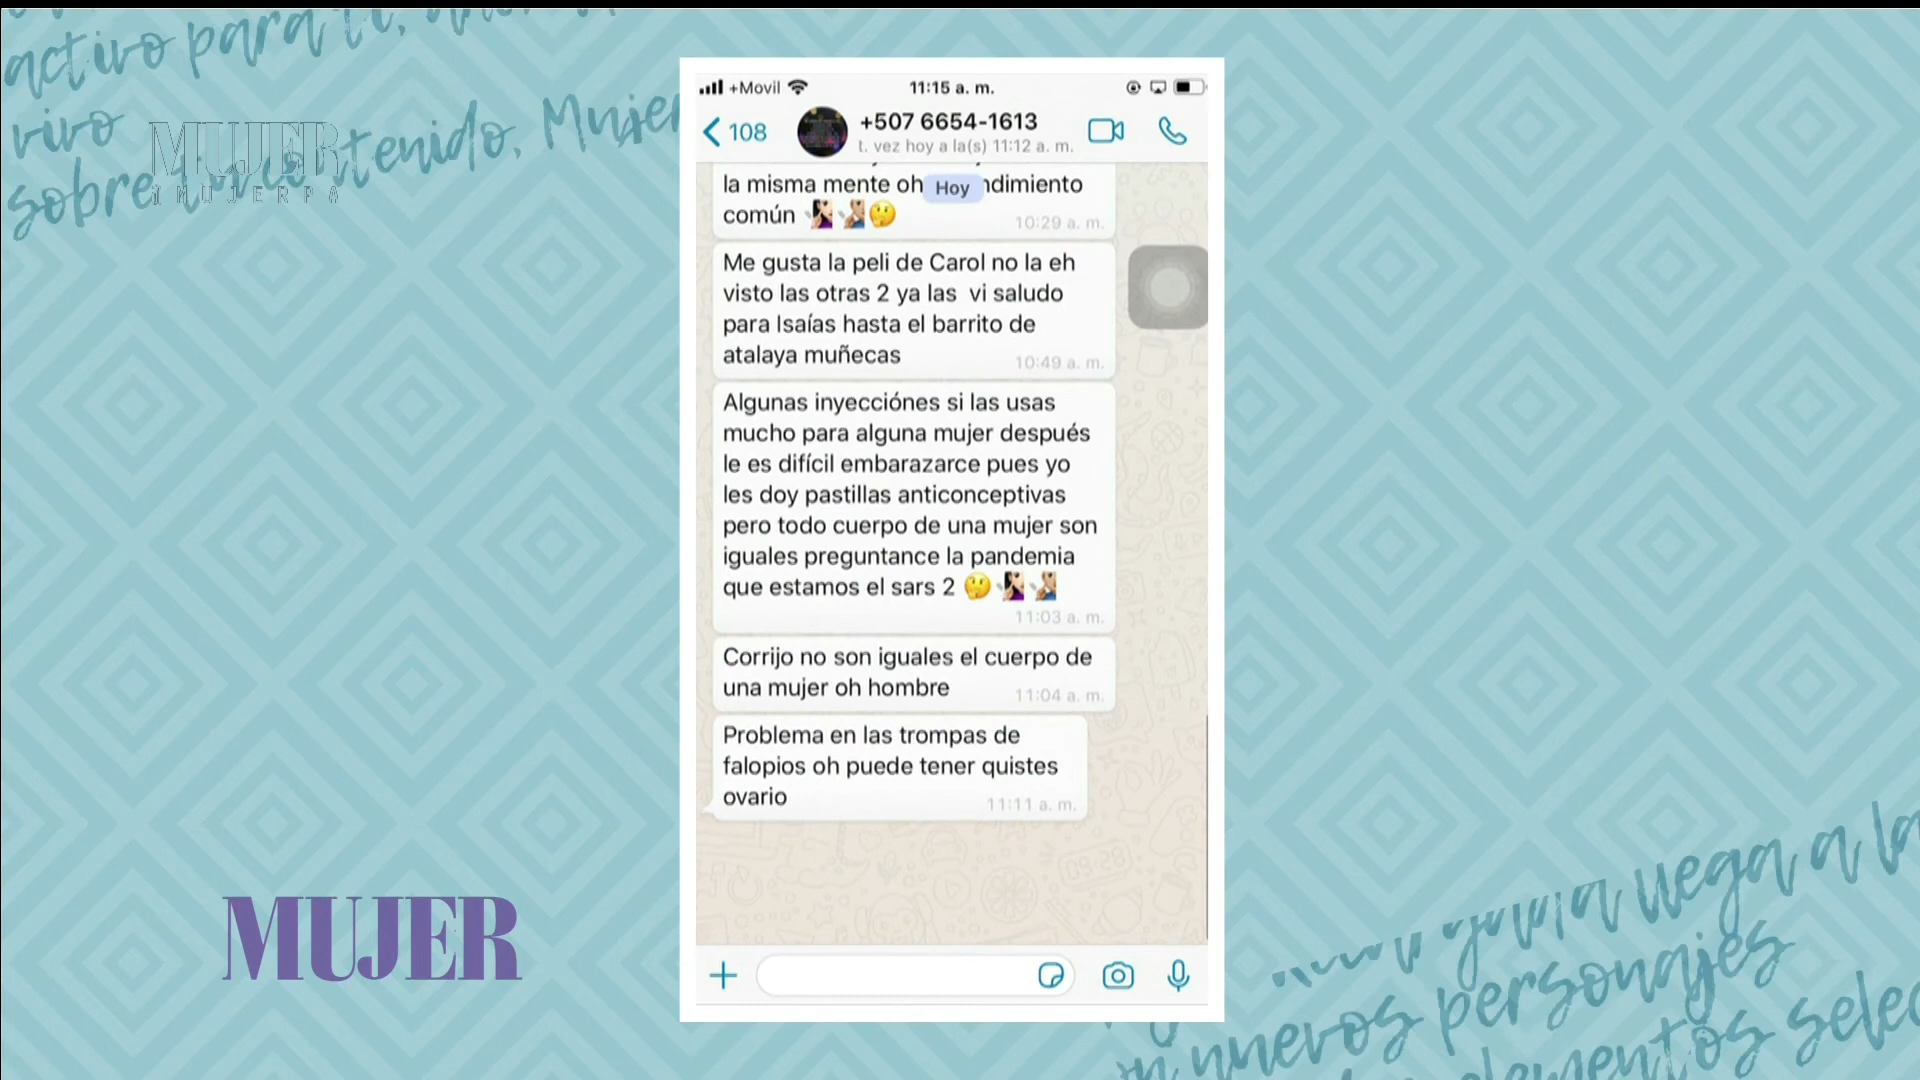 activo para ti,
vivo
sobre contenido, Mujer
MUJER
@MUJERPA
+Movil
11:15 a. m.
108
+507 6654-1613
t. vez hoy a la(s) 11:12 a. m.
la misma mente oh Hoy ndimiento
común
10:29 a. m.
Me gusta la peli de Carol no la eh
visto las otras 2 ya las vi saludo
para Isaías hasta el barrito de
atalaya muñecas
10:49 a. m.
Algunas inyecciónes si las usas
mucho para alguna mujer después
le es difícil embarazarce pues yo
les doy pastillas anticonceptivas
pero todo cuerpo de una mujer son
iguales preguntance la pandemia
que estamos el sars 2 🤔
11:03 a. m.
Corrijo no son iguales el cuerpo de
una mujer oh hombre
11:04 a. m.
Problema en las trompas de
falopios oh puede tener quistes
ovario
11:11 a. m.
MUJER
llega a la
nuevos personajes